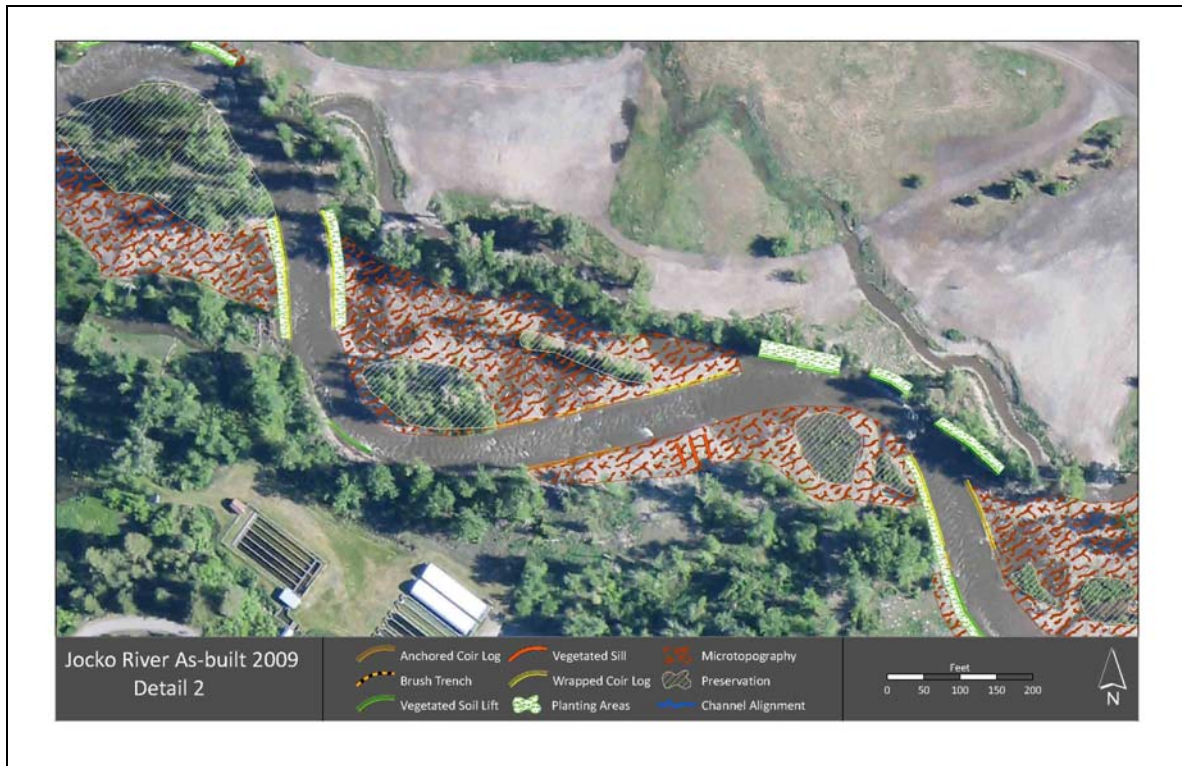 Jocko River As-built 2009
Detail 2
Anchored Coir Log
Brush Trench
Vegetated Soil Lift
Vegetated Sill
Wrapped Coir Log
Planting Areas
Microtopography
Preservation
Channel Alignment
Feet
0 50 100 150 200
N